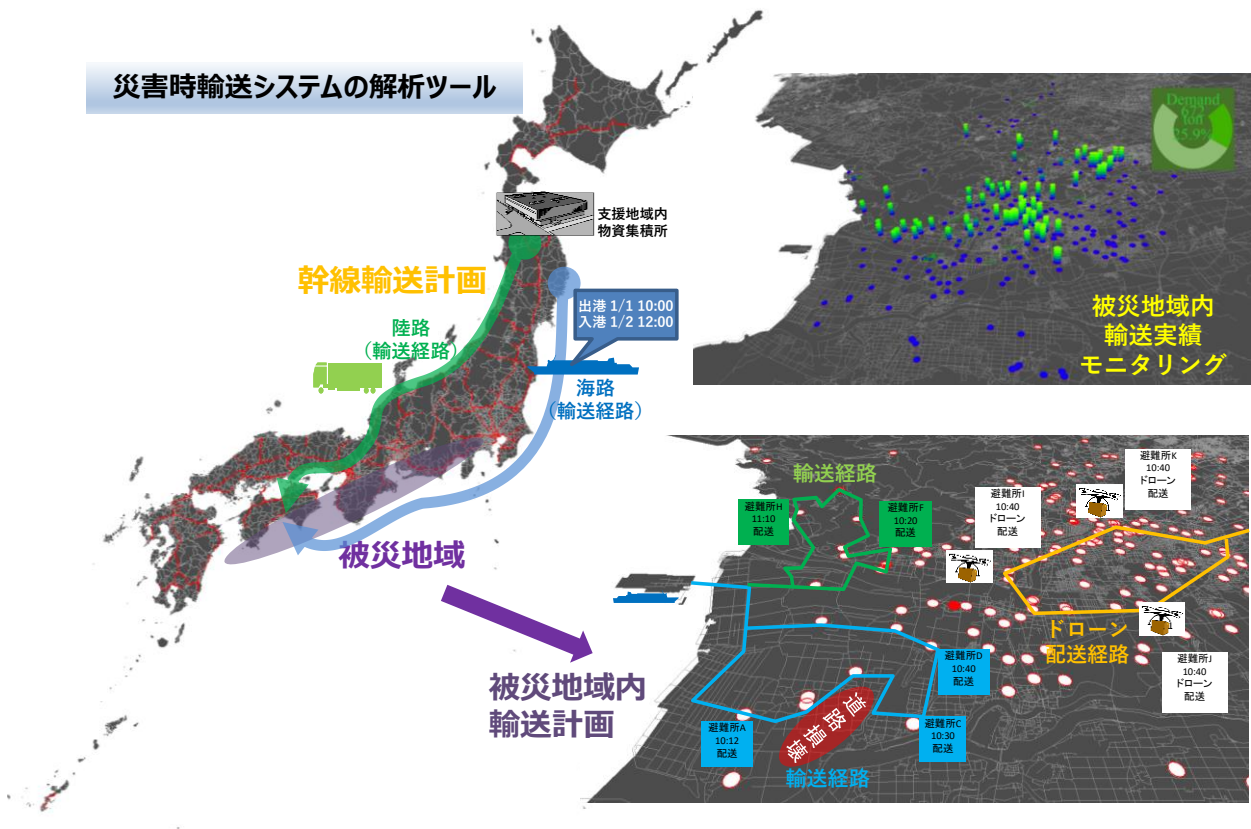 災害時輸送システムの解析ツール
支援地域内
物資集積所
幹線輸送計画
出港 1/1 10:00
入港 1/2 12:00
陸路
(輸送経路)
海路
(輸送経路)
被災地域
被災地域内
輸送計画
Demand
673
ton
25.9%
被災地域内
輸送実績
モニタリング
輸送経路
避難所H
11:10
配送
避難所F
10:20
配送
避難所I
10:40
ドローン
配送
避難所K
10:40
ドローン
配送
ドローン
配送経路
避難所J
10:40
ドローン
配送
避難所D
10:40
配送
避難所C
10:30
配送
避難所A
10:12
配送
道路損壊
輸送経路